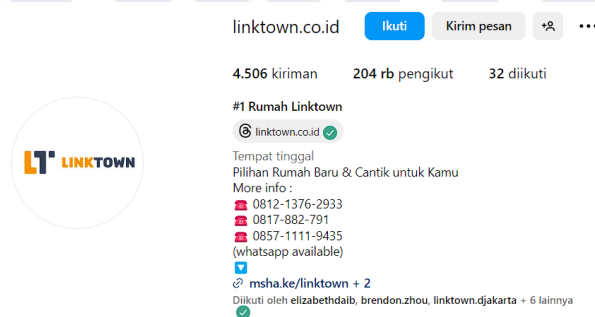 linktown.co.id Ikuti Kirim pesan
4.506 kiriman 204 rb pengikut 32 diikuti
#1 Rumah Linktown
linktown.co.id
Tempat tinggal
Pilihan Rumah Baru & Cantik untuk Kamu
More info :
☎️ 0812-1376-2933
☎️ 0817-882-791
☎️ 0857-1111-9435
(whatsapp available)
🔽
msha.ke/linktown + 2
Diikuti oleh elizabethdaib, brendon.zhou, linktown.djakarta + 6 lainnya
LT LINKTOWN